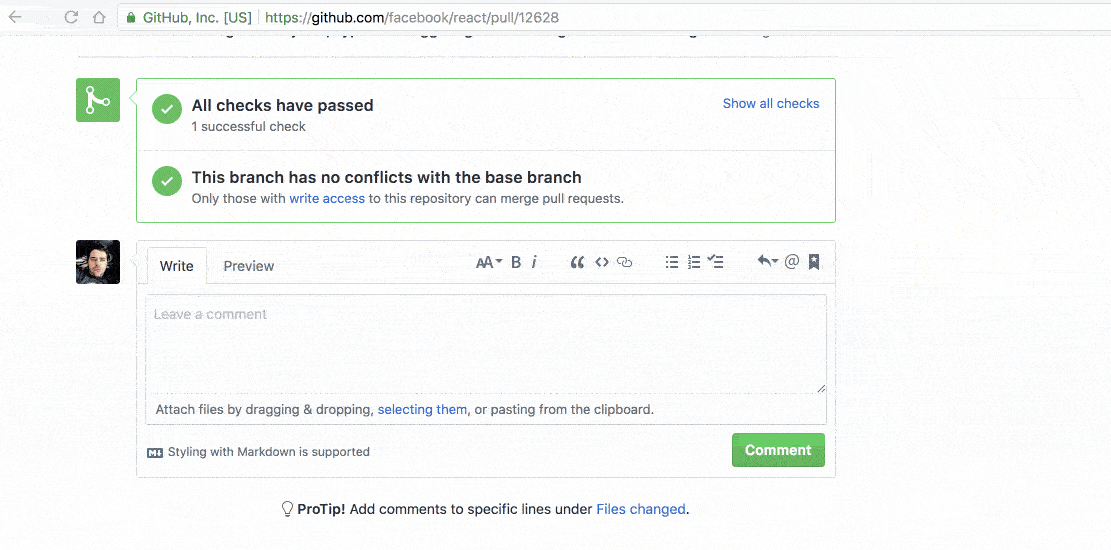 GitHub, Inc. [US] https://github.com/facebook/react/pull/12628
All checks have passed
Show all checks
1 successful check
This branch has no conflicts with the base branch
Only those with write access to this repository can merge pull requests.
Write Preview AA B i @
Leave a comment
Attach files by dragging & dropping, selecting them, or pasting from the clipboard.
Styling with Markdown is supported
Comment
ProTip! Add comments to specific lines under Files changed.